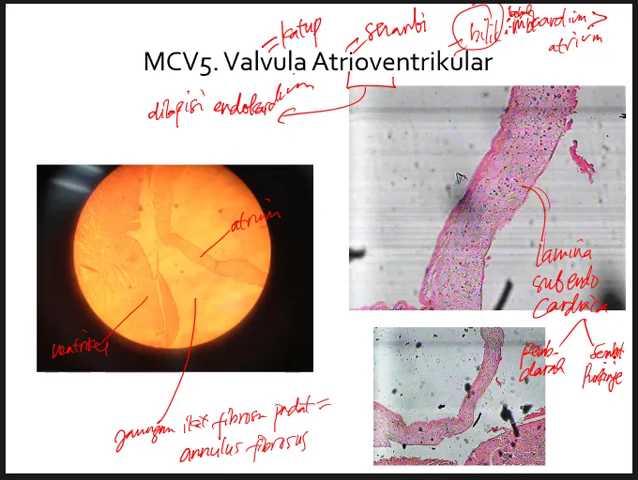 = katup
= serambi
= bilik
miokardium >
atrium
MCV5. Valvula Atrioventrikular
dilapisi endokardium
atrium
ventrikel
jaringan ikat fibrosa padat =
annulus fibrosus
lamina
subendo
cardiaca
pemb.
darah
serabut
Purkinje